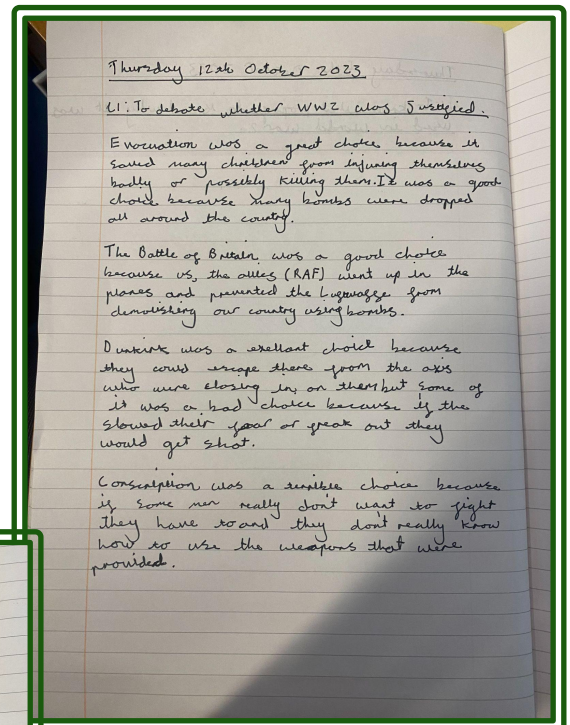 Thursday 12th October 2023
LI: To debate whether WW2 was Justified.
Evacuation was a great choice because it
saved many chrildren from injuring themselves
badly or possibly killing them. It was a good
choice because many bombs were dropped
all around the country.
The Battle of Britain was a good choice
because us, the allies (RAF) went up in the
planes and prevented the Lugwaffe from
demolishing our country using bombs.
Dunkirk was a exellant choice because
they could escape there from the axis
who were closing in on them but some of
it was a bad choice because if the
slowed their fear or freak out they
would get shot.
Conscription was a terrible choice because
if some men really don't want to fight
they have to and they don't really know
how to use the weapons that were
provided.